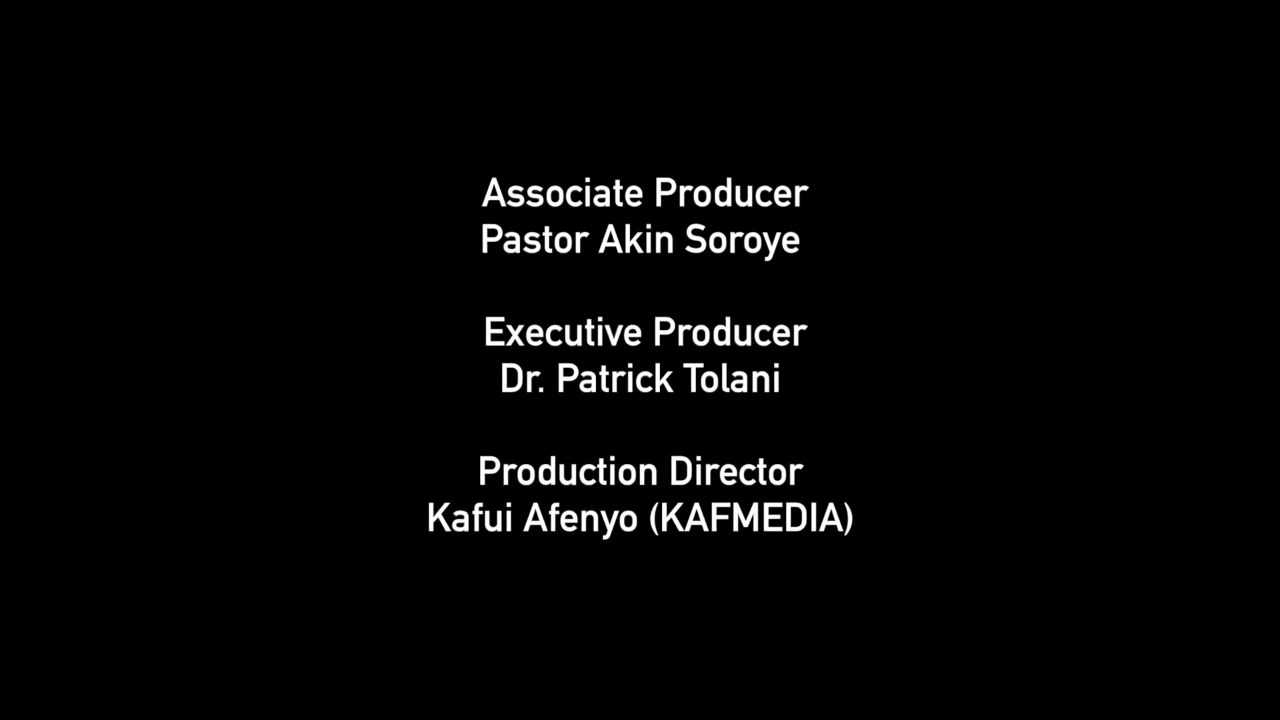 Associate Producer
Pastor Akin Soroye
Executive Producer
Dr. Patrick Tolani
Production Director
Kafui Afenyo (KAFMEDIA)